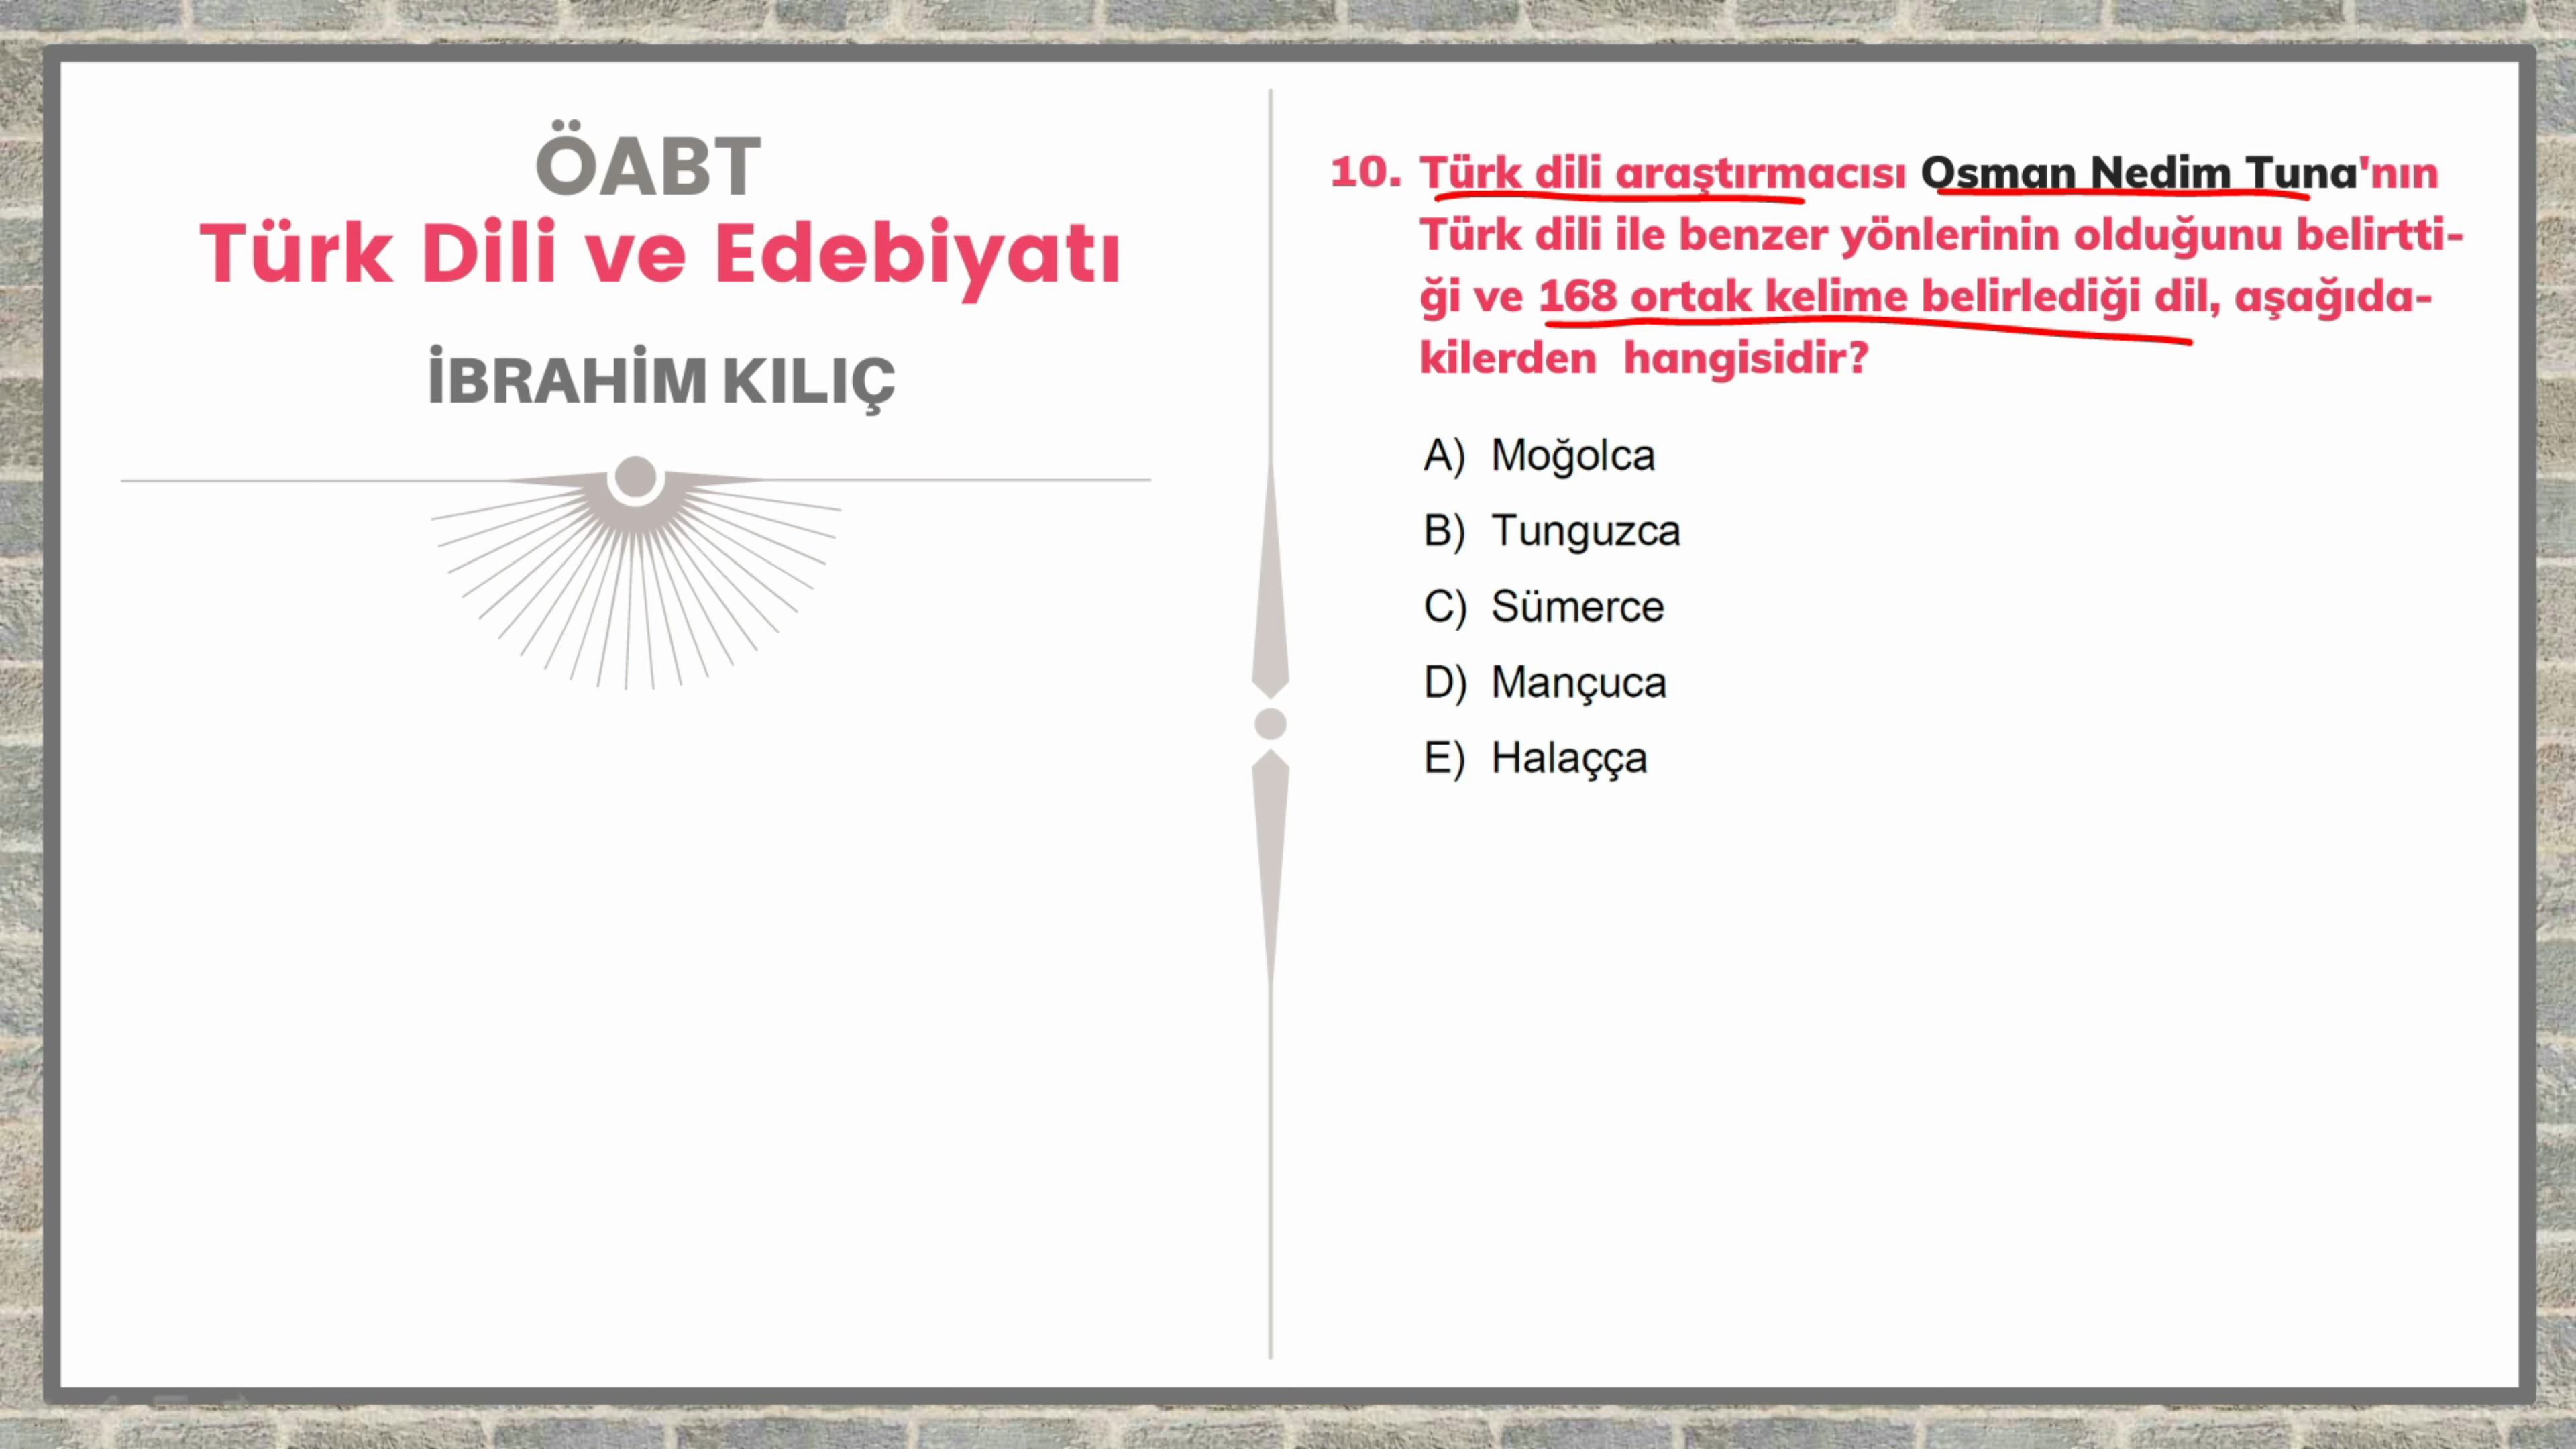 ÖABT
Türk Dili ve Edebiyatı
İBRAHİM KILIÇ
10. Türk dili araştırmacısı Osman Nedim Tuna'nın
Türk dili ile benzer yönlerinin olduğunu belirtti-
ği ve 168 ortak kelime belirlediği dil, aşağıda-
kilerden hangisidir?
A) Moğolca
B) Tunguzca
C) Sümerce
D) Mançuca
E) Halaçça